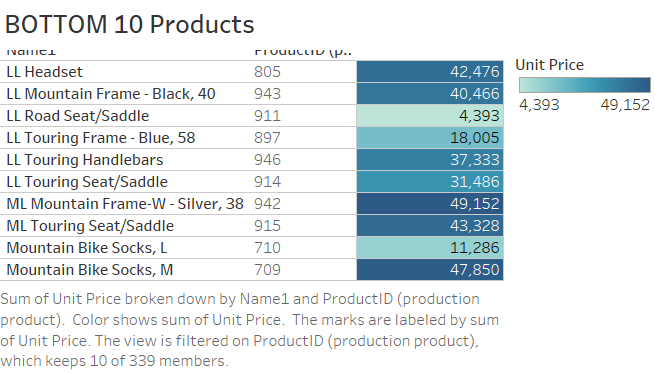 BOTTOM 10 Products
Name1 ProductID (p..
LL Headset 805 42,476
LL Mountain Frame - Black, 40 943 40,466
LL Road Seat/Saddle 911 4,393
LL Touring Frame - Blue, 58 897 18,005
LL Touring Handlebars 946 37,333
LL Touring Seat/Saddle 914 31,486
ML Mountain Frame-W - Silver, 38 942 49,152
ML Touring Seat/Saddle 915 43,328
Mountain Bike Socks, L 710 11,286
Mountain Bike Socks, M 709 47,850
Unit Price
4,393 49,152
Sum of Unit Price broken down by Name1 and ProductID (production
product). Color shows sum of Unit Price. The marks are labeled by sum
of Unit Price. The view is filtered on ProductID (production product),
which keeps 10 of 339 members.